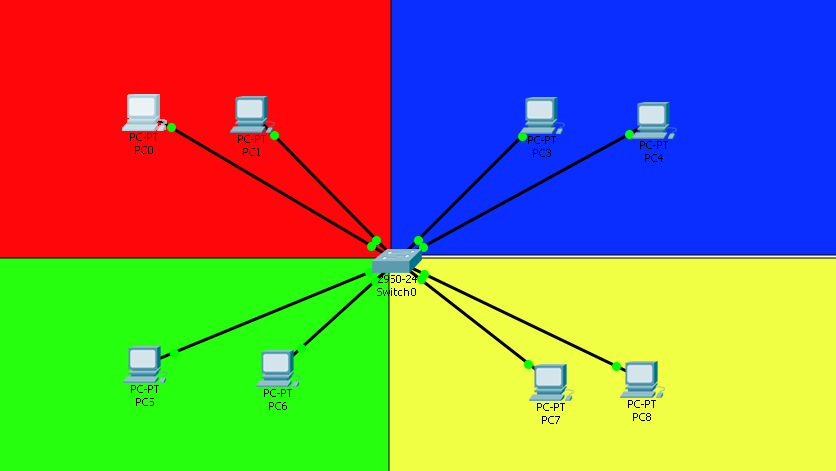 PC-PT
PC0
PC-PT
PC1
PC-PT
PC3
PC-PT
PC4
2950-24
Switch0
PC-PT
PC5
PC-PT
PC6
PC-PT
PC7
PC-PT
PC8